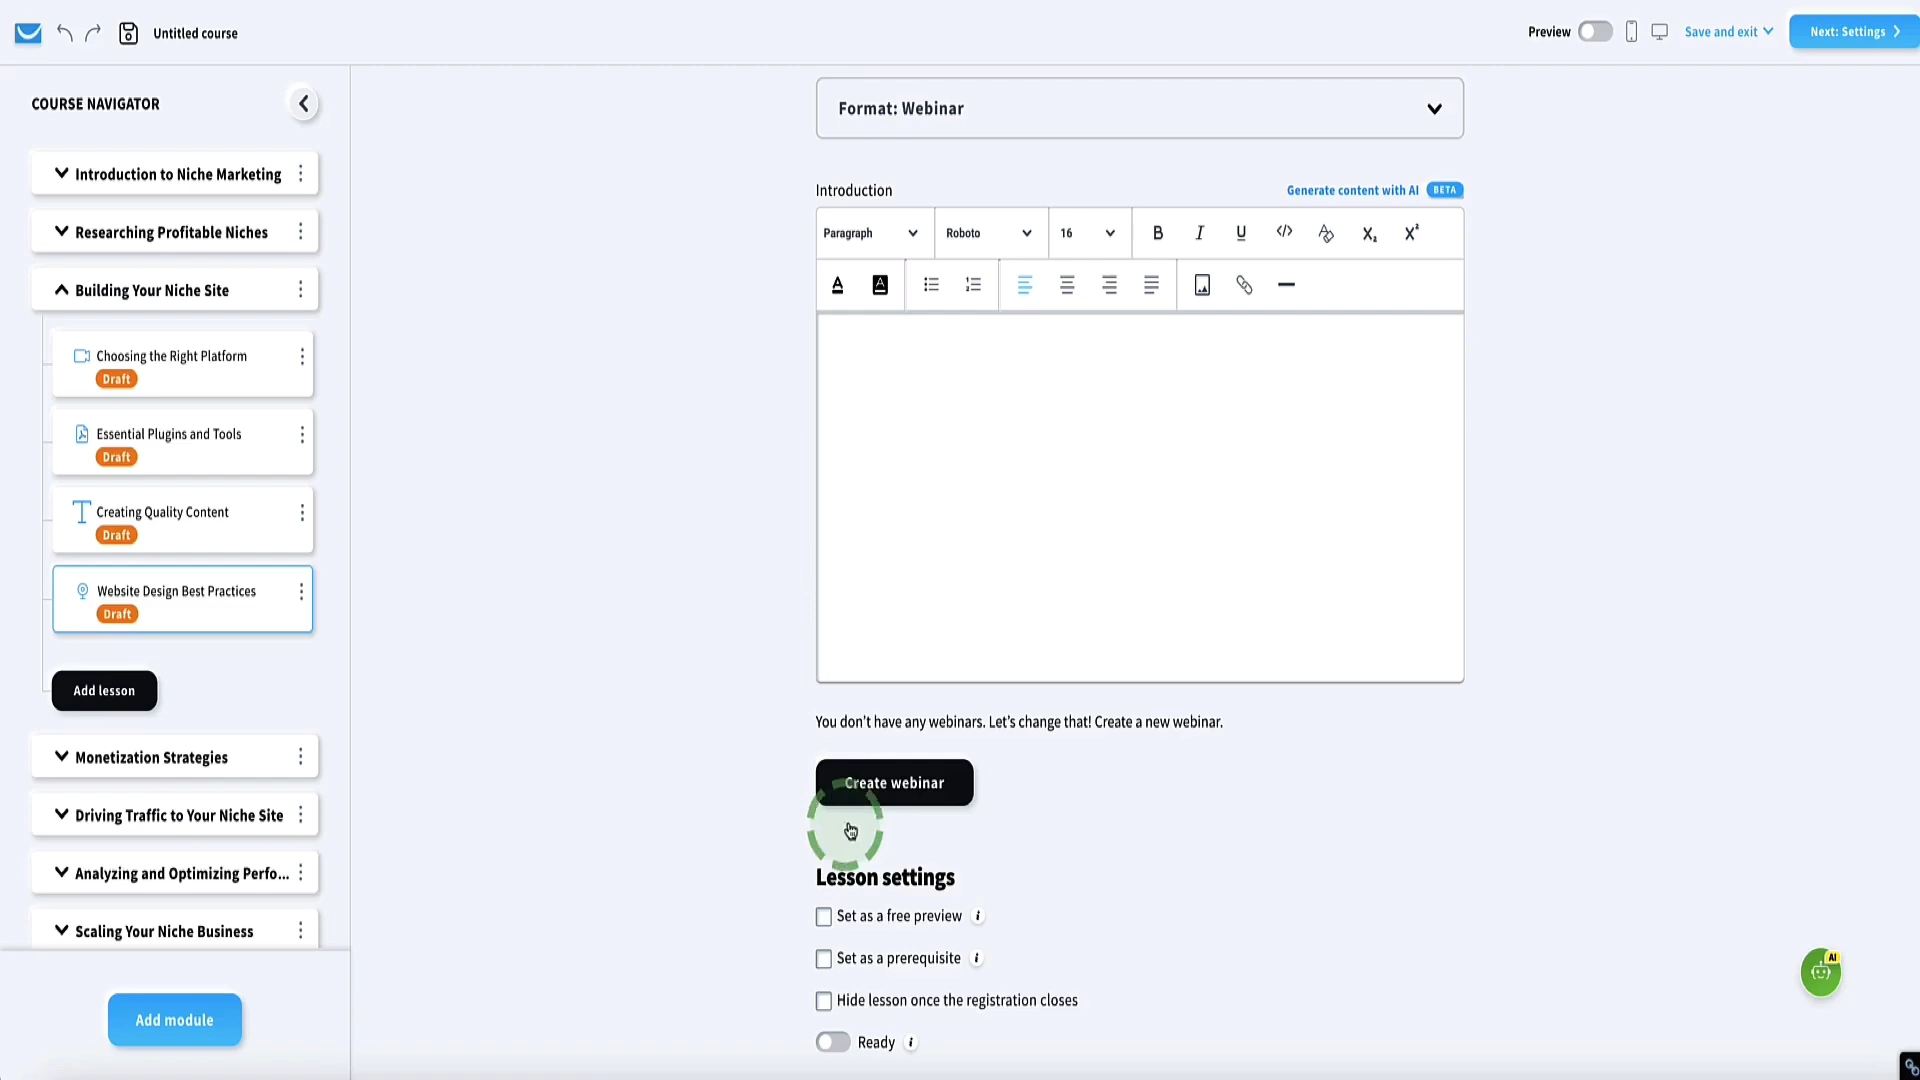 Untitled course
Preview
Save and exit
Next: Settings
COURSE NAVIGATOR
Introduction to Niche Marketing
Researching Profitable Niches
Building Your Niche Site
Choosing the Right Platform
Draft
Essential Plugins and Tools
Draft
Creating Quality Content
Draft
Website Design Best Practices
Draft
Add lesson
Monetization Strategies
Driving Traffic to Your Niche Site
Analyzing and Optimizing Perfo...
Scaling Your Niche Business
Add module
Format: Webinar
Introduction
Generate content with AI BETA
Paragraph
Roboto
16
You don't have any webinars. Let's change that! Create a new webinar.
Create webinar
Lesson settings
Set as a free preview
Set as a prerequisite
Hide lesson once the registration closes
Ready
AI